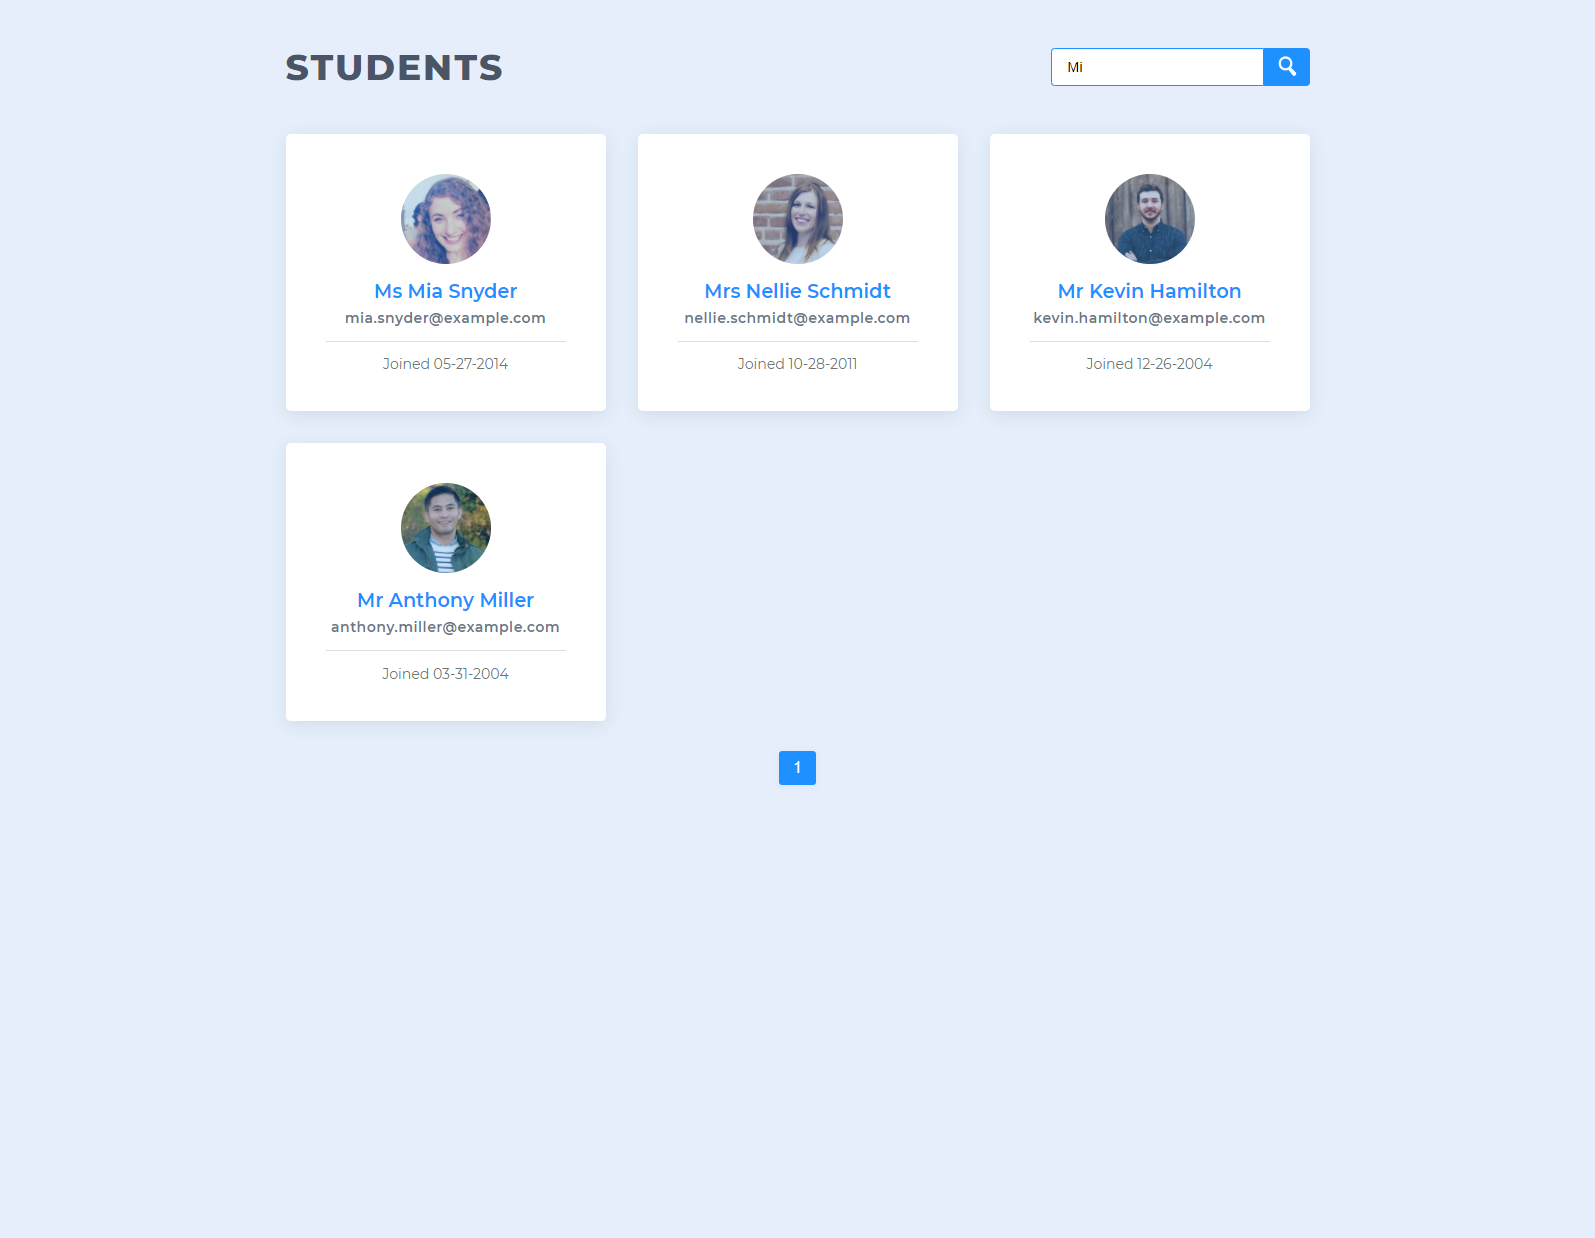 STUDENTS
Mi
Ms Mia Snyder
mia.snyder@example.com
Joined 05-27-2014
Mrs Nellie Schmidt
nellie.schmidt@example.com
Joined 10-28-2011
Mr Kevin Hamilton
kevin.hamilton@example.com
Joined 12-26-2004
Mr Anthony Miller
anthony.miller@example.com
Joined 03-31-2004
1